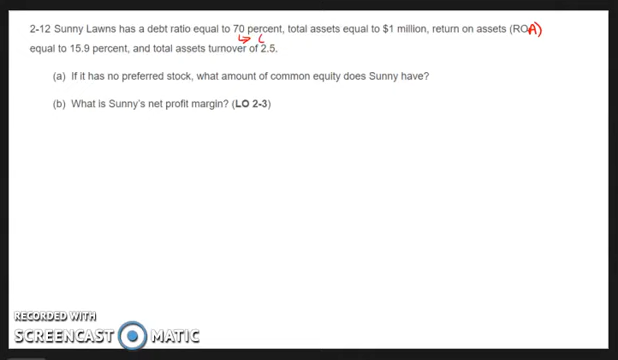 2-12 Sunny Lawns has a debt ratio equal to 70 percent, total assets equal to $1 million, return on assets (ROA)
equal to 15.9 percent, and total assets turnover of 2.5.
(a) If it has no preferred stock, what amount of common equity does Sunny have?
(b) What is Sunny's net profit margin? (LO 2-3)
RECORDED WITH
SCREENCAST MATIC